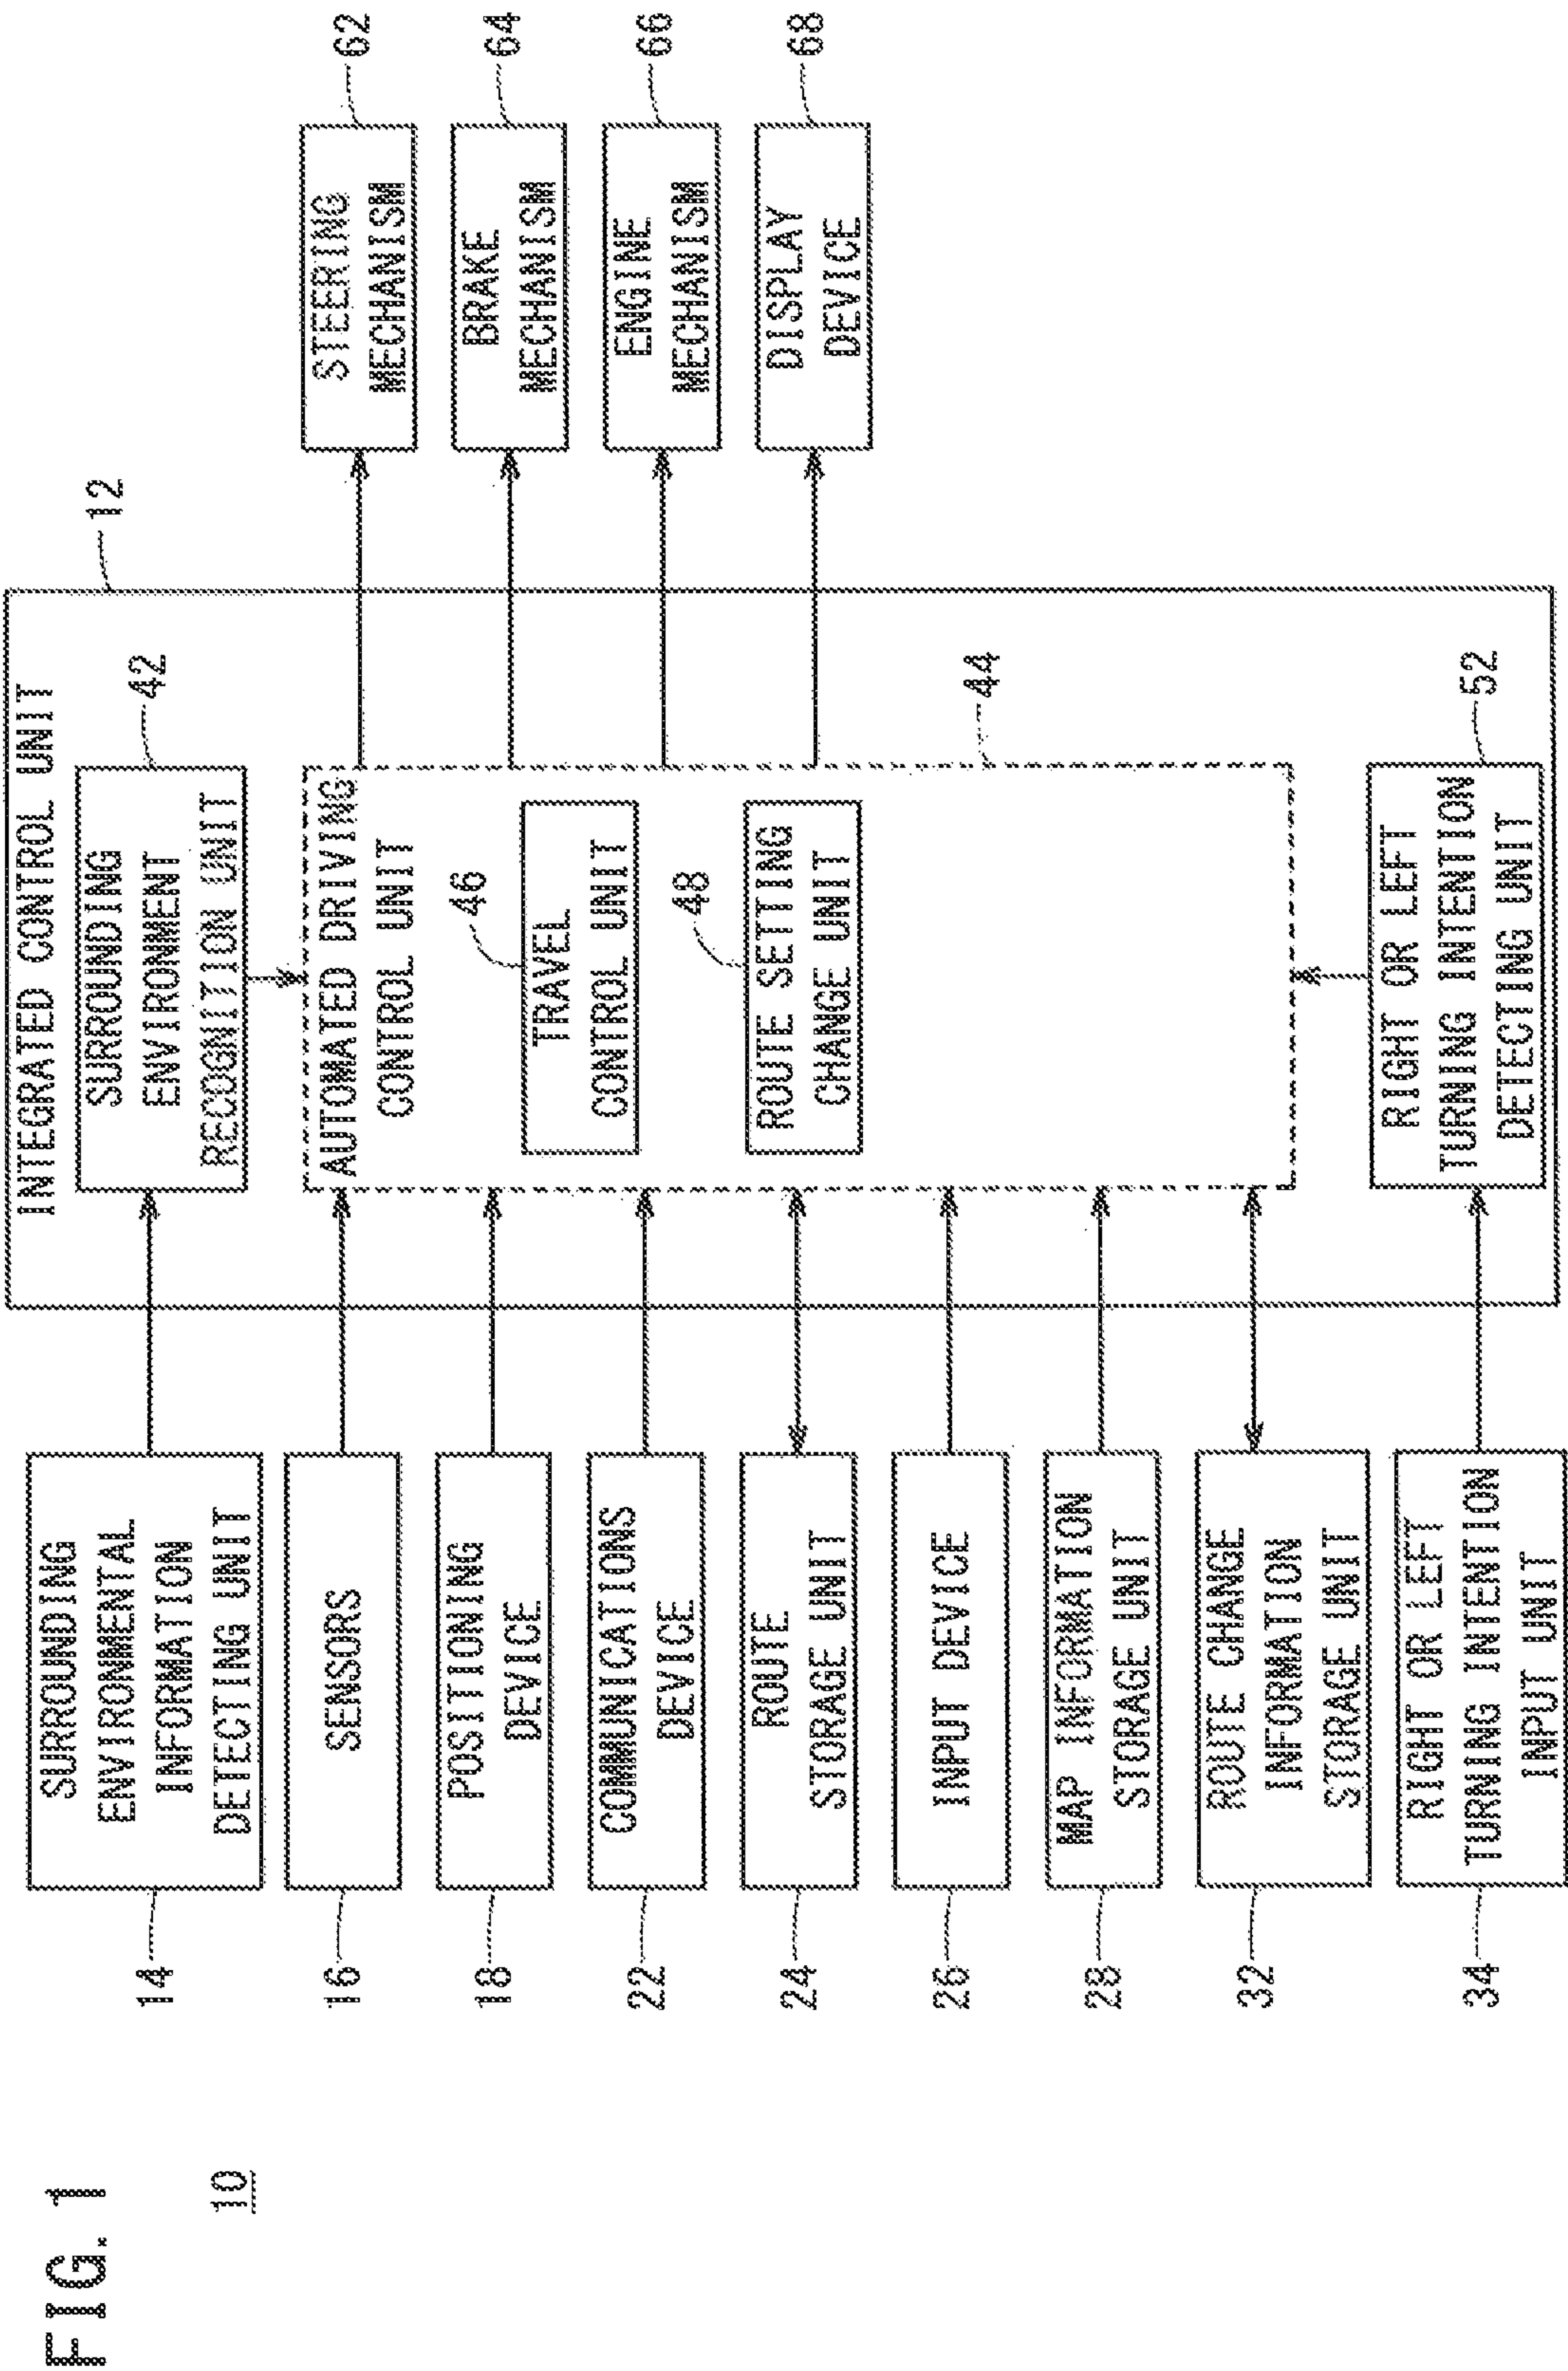 FIG. 1
10
14
SURROUNDING
ENVIRONMENTAL
INFORMATION
DETECTING UNIT
16
SENSORS
18
POSITIONING
DEVICE
22
COMMUNICATIONS
DEVICE
24
ROUTE
STORAGE UNIT
26
INPUT DEVICE
28
MAP INFORMATION
STORAGE UNIT
32
ROUTE CHANGE
INFORMATION
STORAGE UNIT
34
RIGHT OR LEFT
TURNING INTENTION
INPUT UNIT
INTEGRATED CONTROL UNIT
12
SURROUNDING
ENVIRONMENT
RECOGNITION UNIT
42
AUTOMATED DRIVING
CONTROL UNIT
44
46
TRAVEL
CONTROL UNIT
48
ROUTE SETTING
CHANGE UNIT
RIGHT OR LEFT
TURNING INTENTION
DETECTING UNIT
52
STEERING
MECHANISM
62
BRAKE
MECHANISM
64
ENGINE
MECHANISM
66
DISPLAY
DEVICE
68